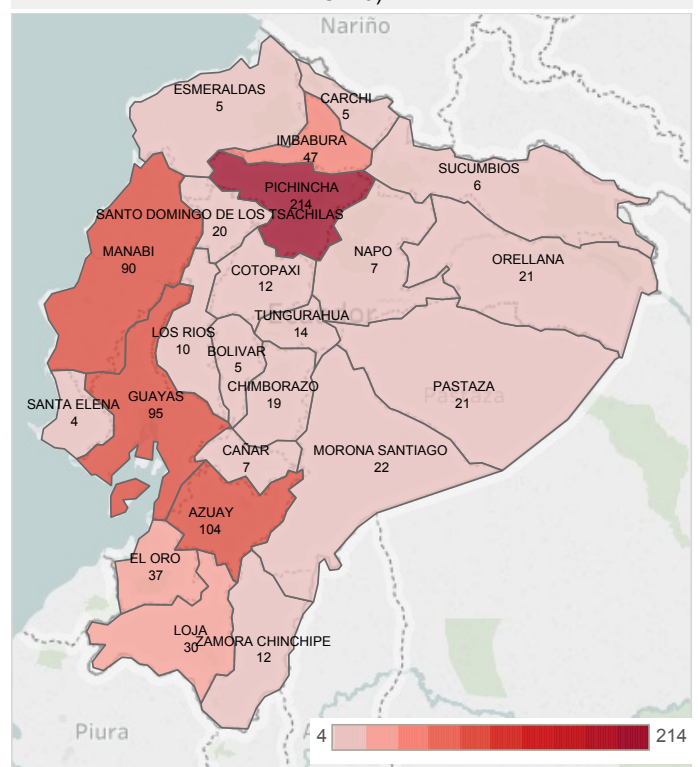 Nariño
ESMERALDAS
5
CARCHI
5
IMBABURA
47
SUCUMBIOS
6
PICHINCHA
214
SANTO DOMINGO DE LOS TSACHILAS
20
MANABI
90
NAPO
7
ORELLANA
21
COTOPAXI
12
Ecuador
TUNGURAHUA
14
LOS RIOS
10
BOLIVAR
5
CHIMBORAZO
19
PASTAZA
Pastaza
21
SANTA ELENA
4
GUAYAS
95
CAÑAR
7
MORONA SANTIAGO
22
AZUAY
104
EL ORO
37
LOJA
30
ZAMORA CHINCHIPE
12
Piura
4
214